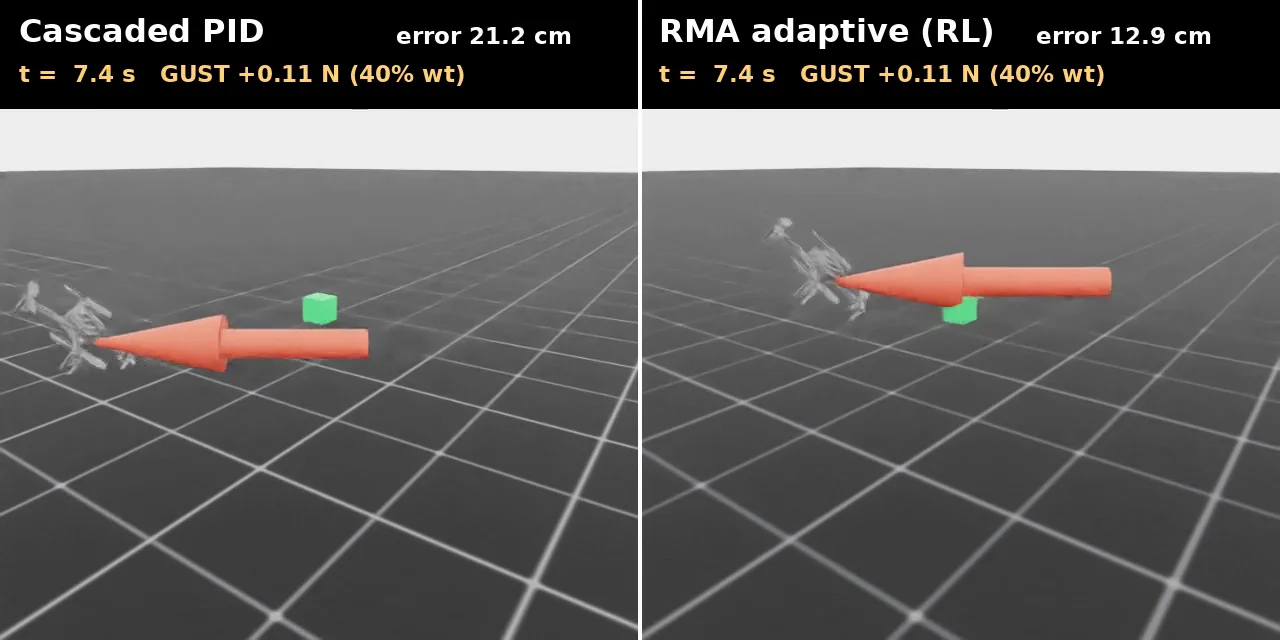 Cascaded PID error 21.2 cm
t = 7.4 s GUST +0.11 N (40% wt)
RMA adaptive (RL) error 12.9 cm
t = 7.4 s GUST +0.11 N (40% wt)